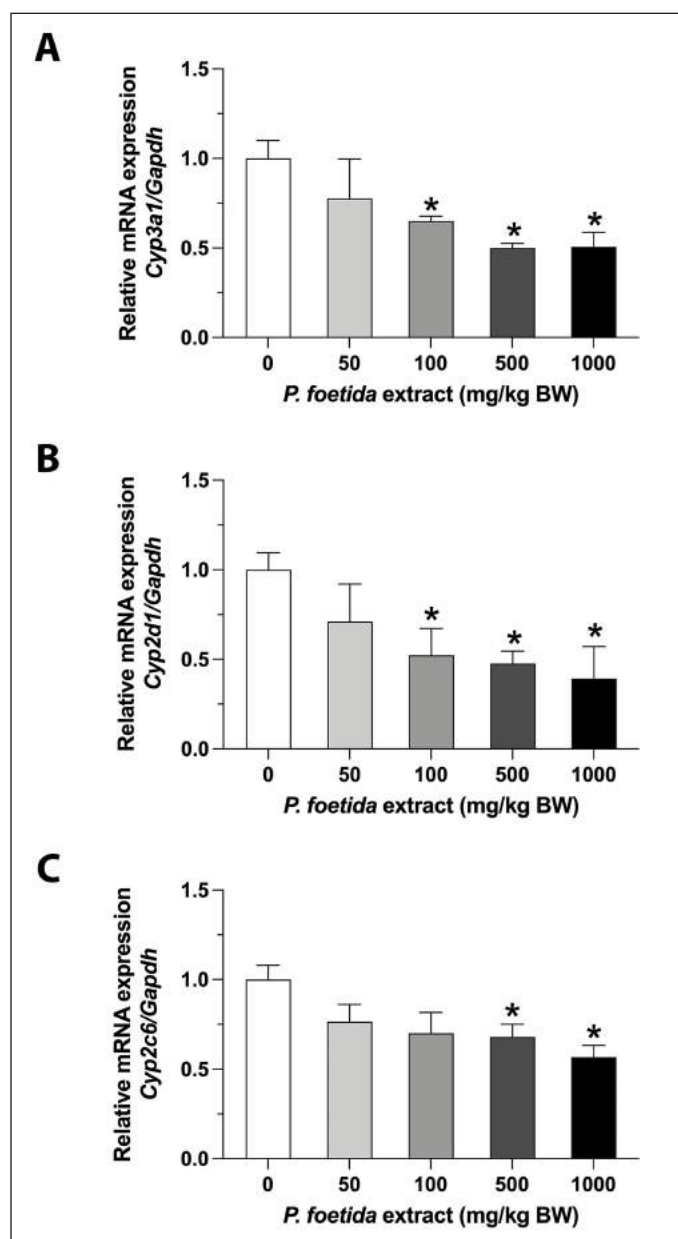 A
Relative mRNA expression
Cyp3a1/Gapdh
1.5
1.0
0.5
0.0
*
*
*
0 50 100 500 1000
P. foetida extract (mg/kg BW)
B
Relative mRNA expression
Cyp2d1/Gapdh
1.5
1.0
0.5
0.0
*
*
*
0 50 100 500 1000
P. foetida extract (mg/kg BW)
C
Relative mRNA expression
Cyp2c6/Gapdh
1.5
1.0
0.5
0.0
*
*
0 50 100 500 1000
P. foetida extract (mg/kg BW)